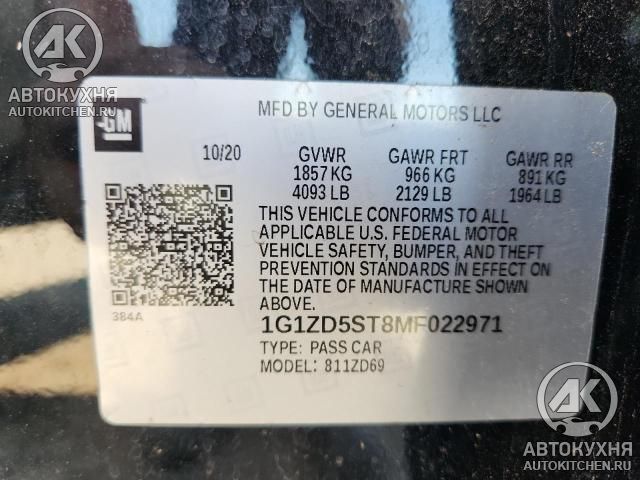 АВТОКУХНЯ
AUTOKITCHEN.RU
GM
MFD BY GENERAL MOTORS LLC
10/20 GVWR GAWR FRT GAWR RR
1857 KG 966 KG 891 KG
4093 LB 2129 LB 1964 LB
THIS VEHICLE CONFORMS TO ALL
APPLICABLE U.S. FEDERAL MOTOR
VEHICLE SAFETY, BUMPER, AND THEFT
PREVENTION STANDARDS IN EFFECT ON
THE DATE OF MANUFACTURE SHOWN
ABOVE.
384A
1G1ZD5ST8MF022971
TYPE: PASS CAR
MODEL: 811ZD69
АК
АВТОКУХНЯ
AUTOKITCHEN.RU